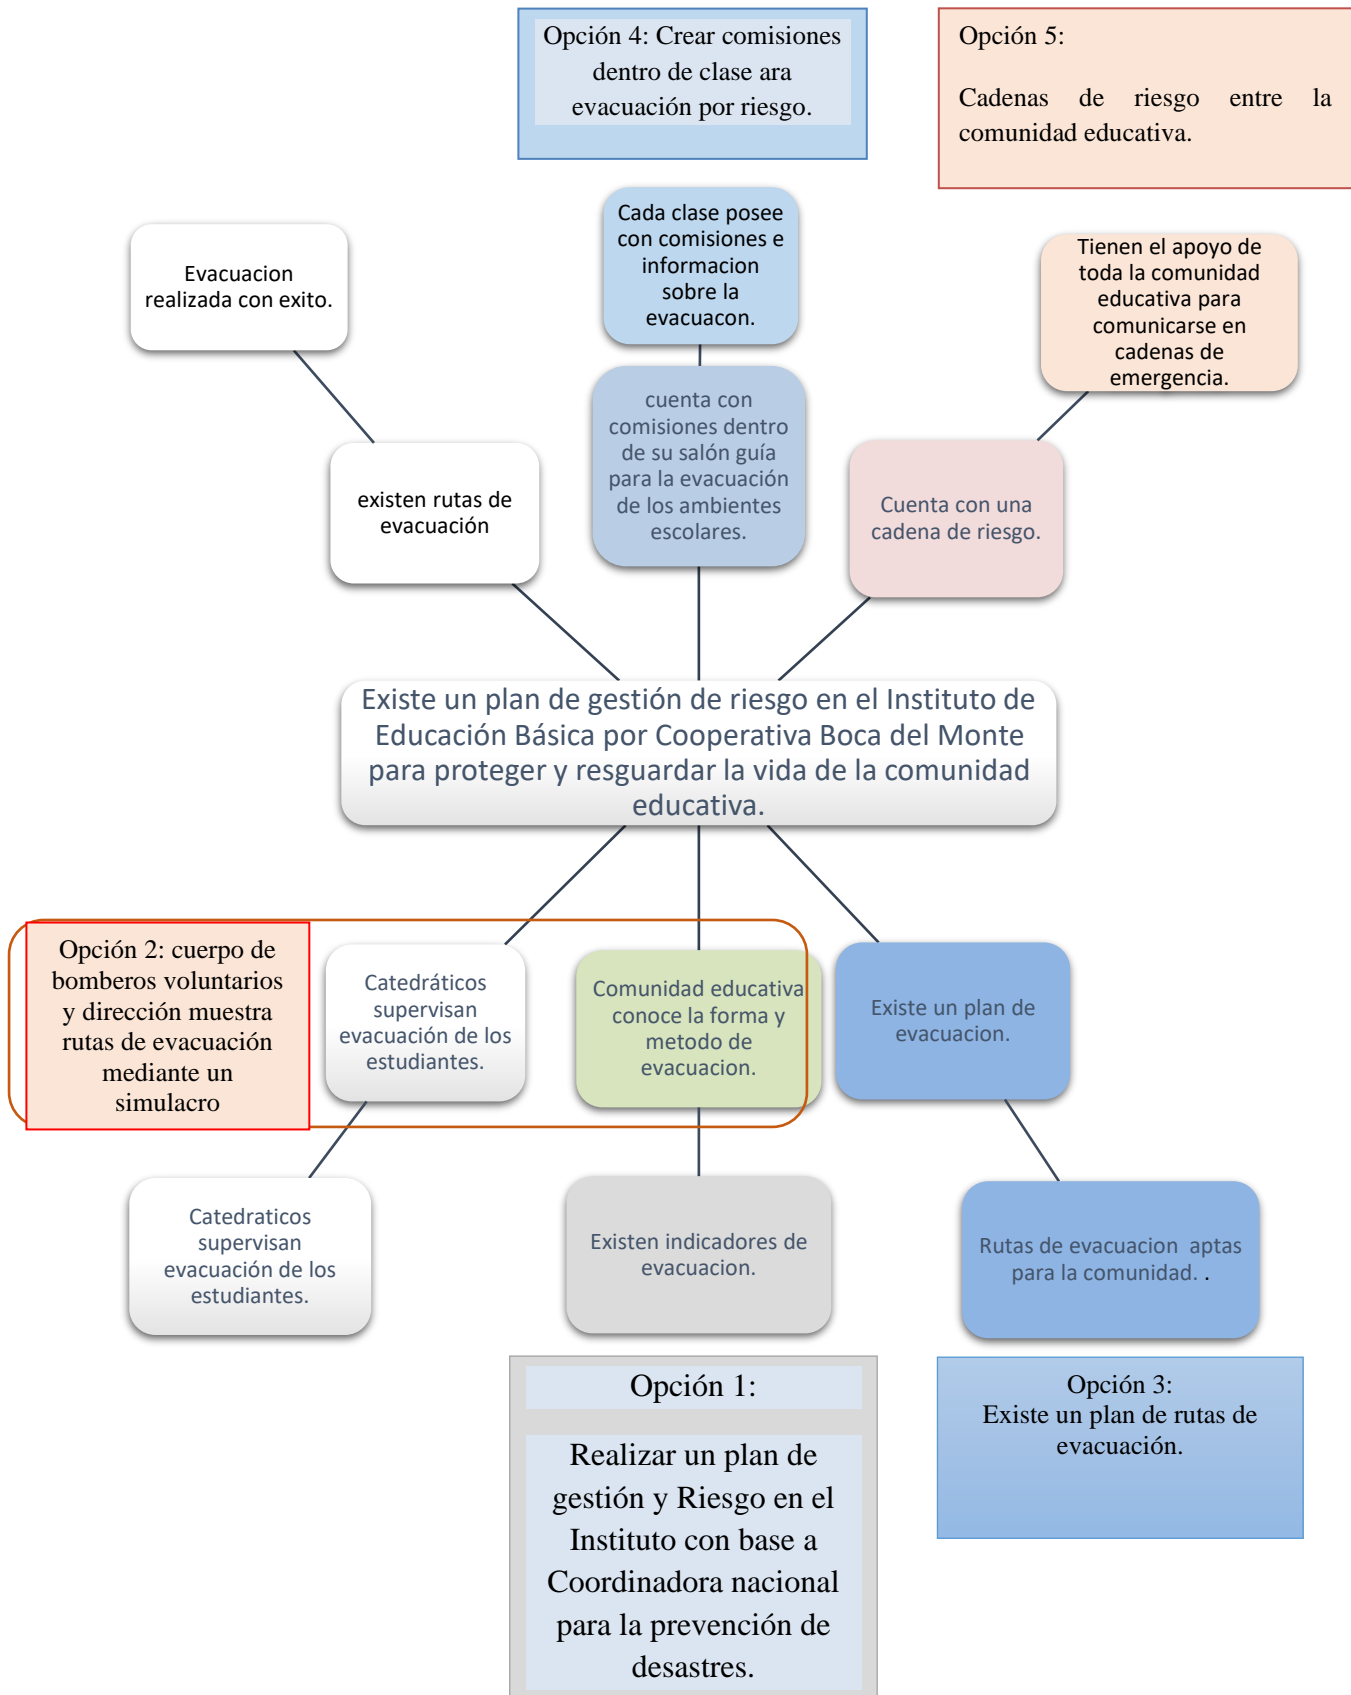 Opción 4: Crear comisiones
dentro de clase ara
evacuación por riesgo.
Opción 5:
Cadenas de riesgo entre la
comunidad educativa.
Cada clase posee
con comisiones e
informacion
sobre la
evacuacon.
Evacuacion
realizada con exito.
Tienen el apoyo de
toda la comunidad
educativa para
comunicarse en
cadenas de
emergencia.
cuenta con
comisiones dentro
de su salón guía
para la evacuación
de los ambientes
escolares.
existen rutas de
evacuación
Cuenta con una
cadena de riesgo.
Existe un plan de gestión de riesgo en el Instituto de
Educación Básica por Cooperativa Boca del Monte
para proteger y resguardar la vida de la comunidad
educativa.
Opción 2: cuerpo de
bomberos voluntarios
y dirección muestra
rutas de evacuación
mediante un
simulacro
Catedráticos
supervisan
evacuación de los
estudiantes.
Comunidad educativa
conoce la forma y
metodo de
evacuacion.
Existe un plan de
evacuacion.
Catedraticos
supervisan
evacuación de los
estudiantes.
Existen indicadores de
evacuacion.
Rutas de evacuacion aptas
para la comunidad. .
Opción 1:
Realizar un plan de
gestión y Riesgo en el
Instituto con base a
Coordinadora nacional
para la prevención de
desastres.
Opción 3:
Existe un plan de rutas de
evacuación.